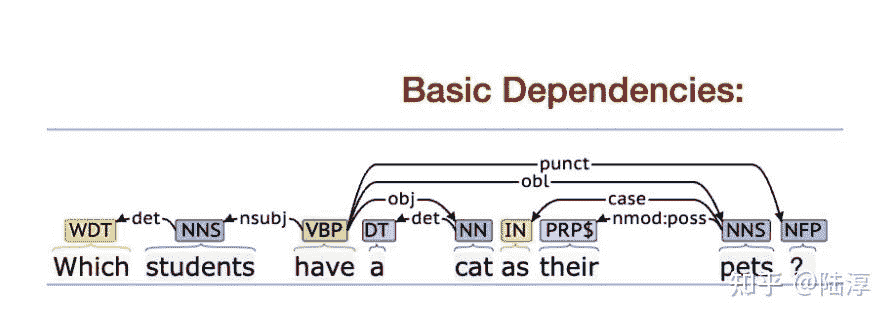 Basic Dependencies:
punct
obl
obj case
det nsubj det nmod:poss
WDT NNS VBP DT NN IN PRP$ NNS NFP
Which students have a cat as their pets ?
知乎 @陆淳